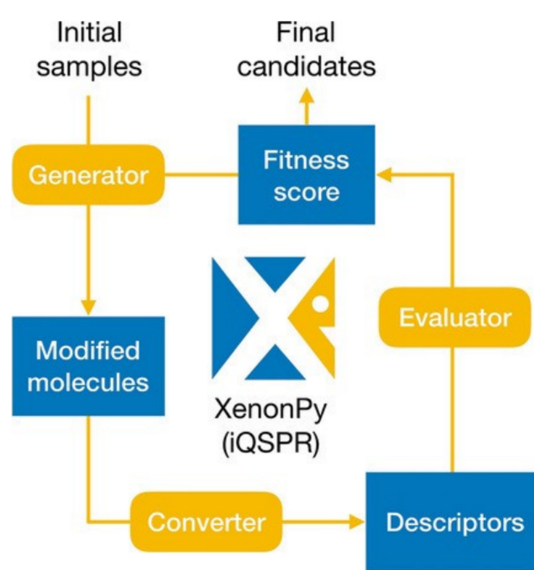 Initial
samples
Final
candidates
Generator
Fitness
score
Modified
molecules
Evaluator
XenonPy
(iQSPR)
Converter
Descriptors